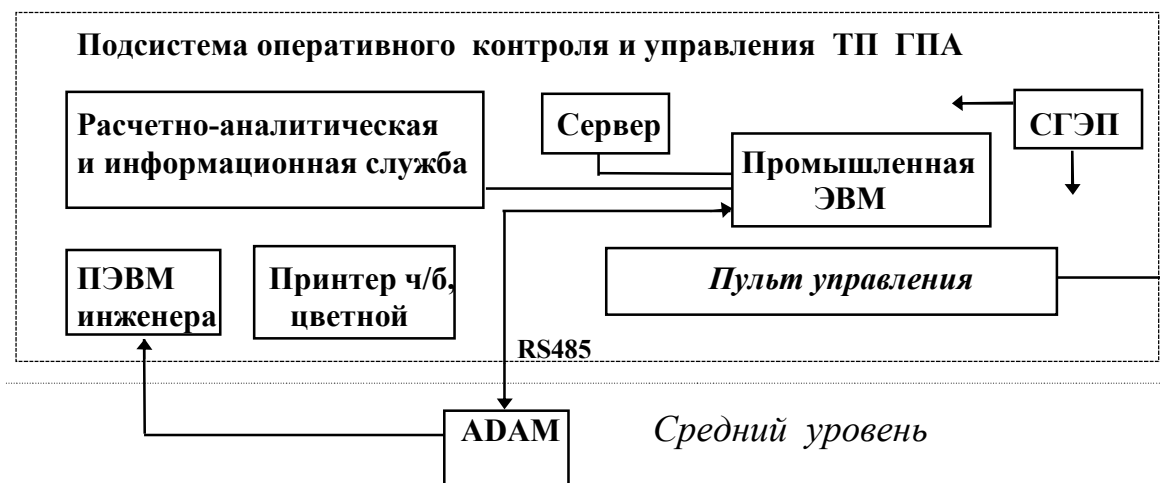 Подсистема оперативного контроля и управления ТП ГПА
Расчетно-аналитическая
и информационная служба
Сервер
СГЭП
Промышленная
ЭВМ
ПЭВМ
инженера
Принтер ч/б,
цветной
Пульт управления
RS485
ADAM
Средний уровень